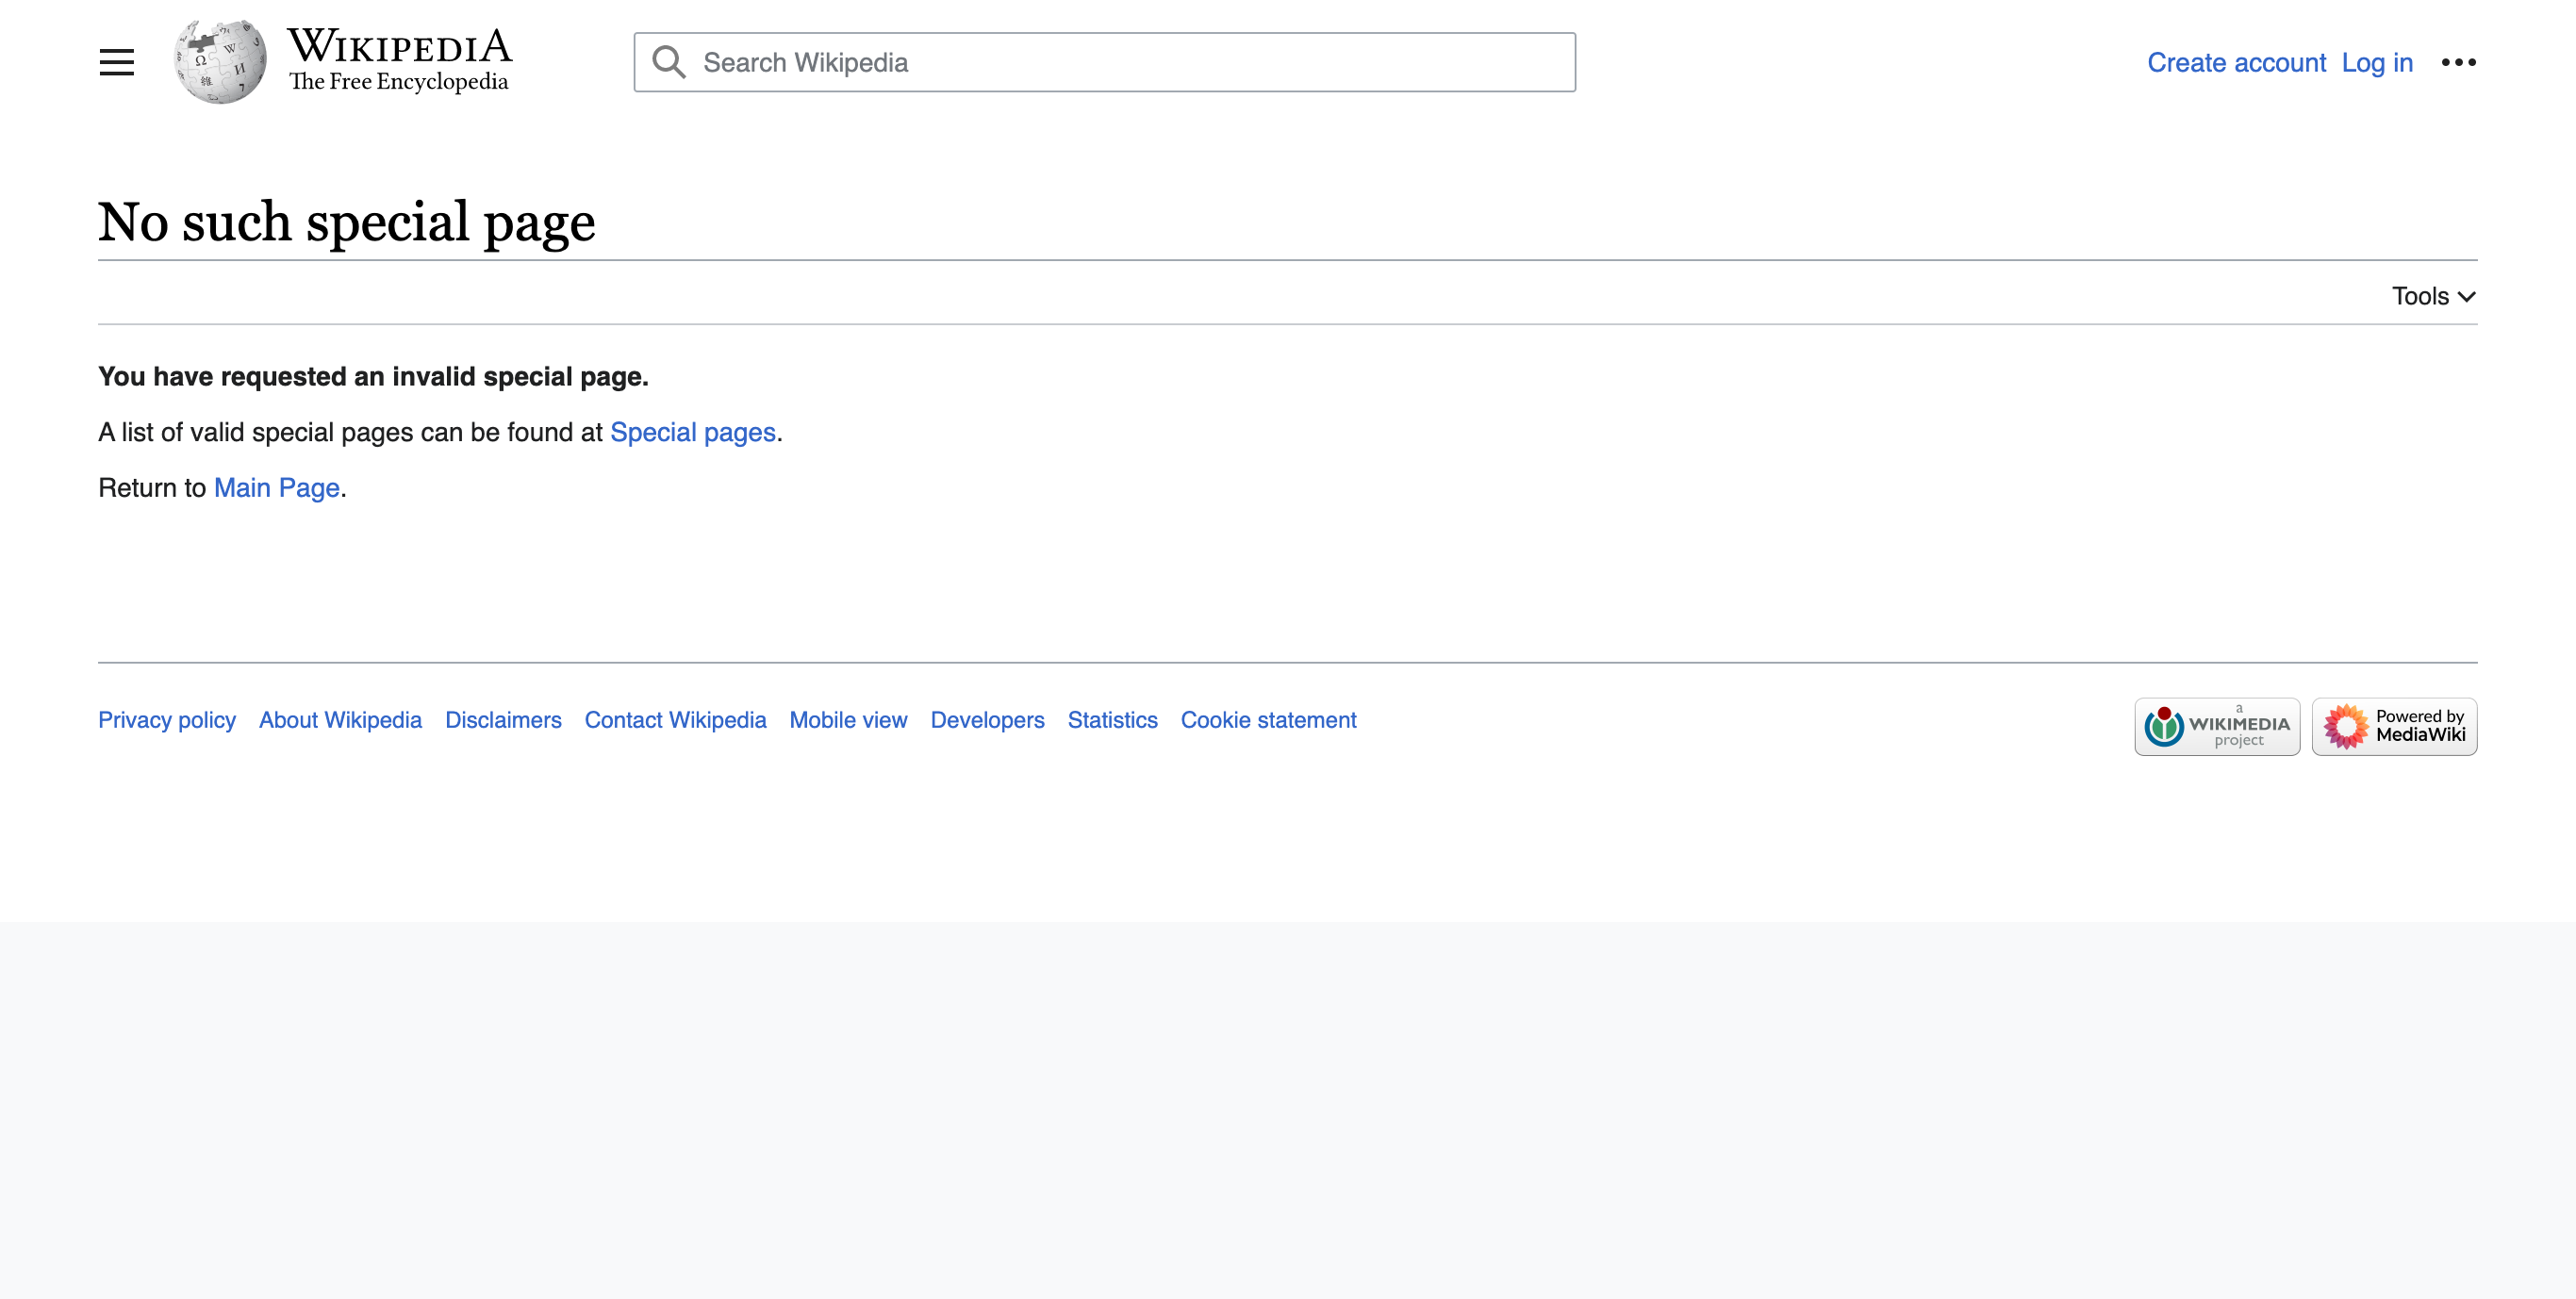 WIKIPEDIA
The Free Encyclopedia
Search Wikipedia
Create account Log in
No such special page
Tools
You have requested an invalid special page.
A list of valid special pages can be found at Special pages.
Return to Main Page.
Privacy policy About Wikipedia Disclaimers Contact Wikipedia Mobile view Developers Statistics Cookie statement
a
WIKIMEDIA
project
Powered by
MediaWiki